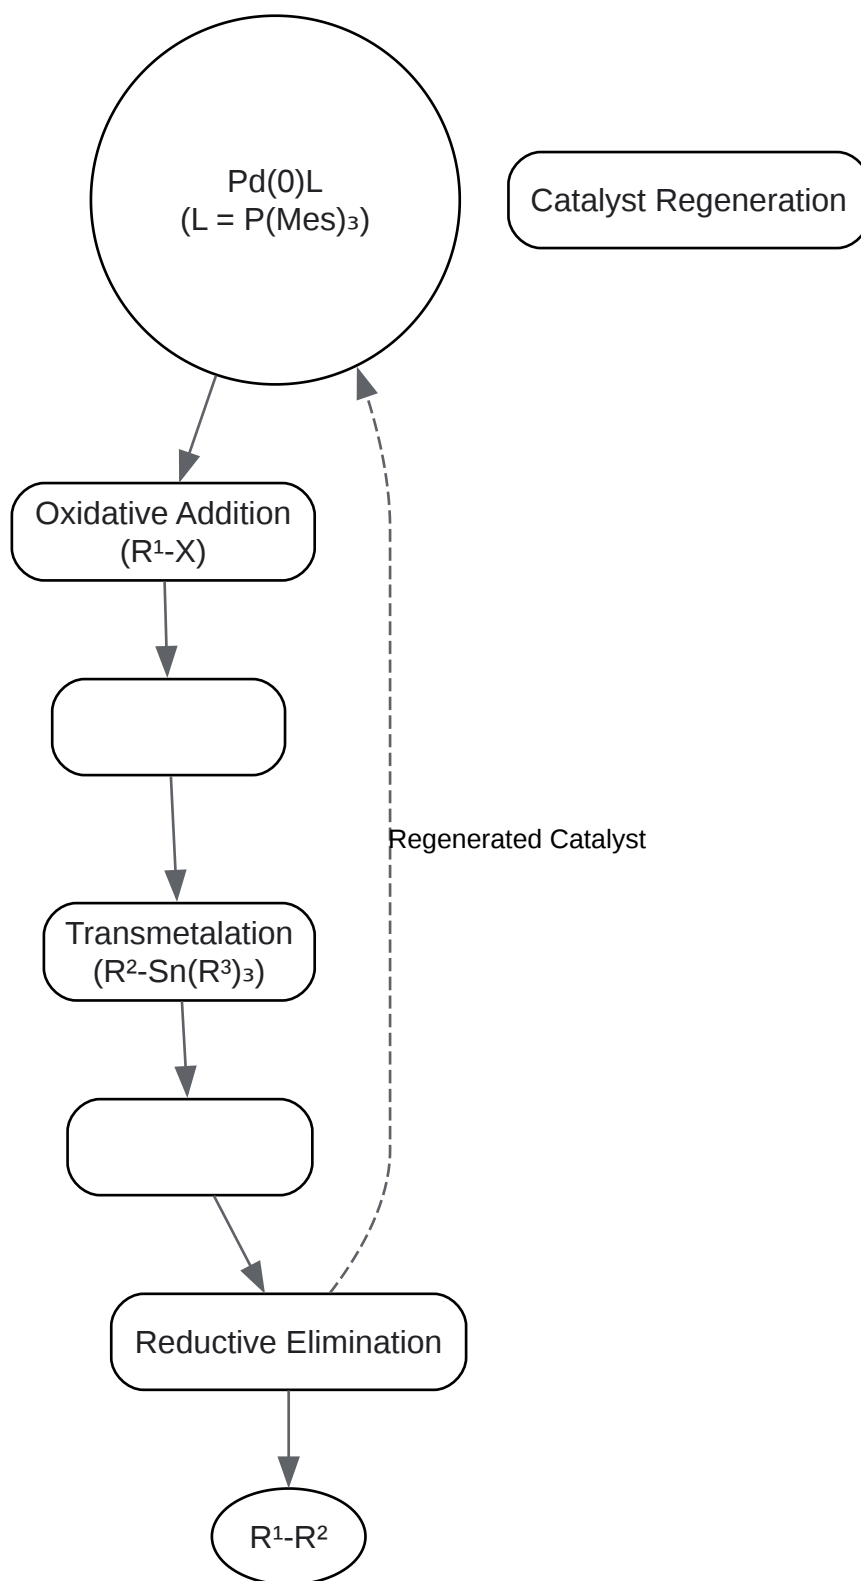 Pd(0)L
(L = P(Mes)₃)
Catalyst Regeneration
Oxidative Addition
(R¹-X)
Regenerated Catalyst
Transmetalation
(R²-Sn(R³)₃)
Reductive Elimination
R¹-R²